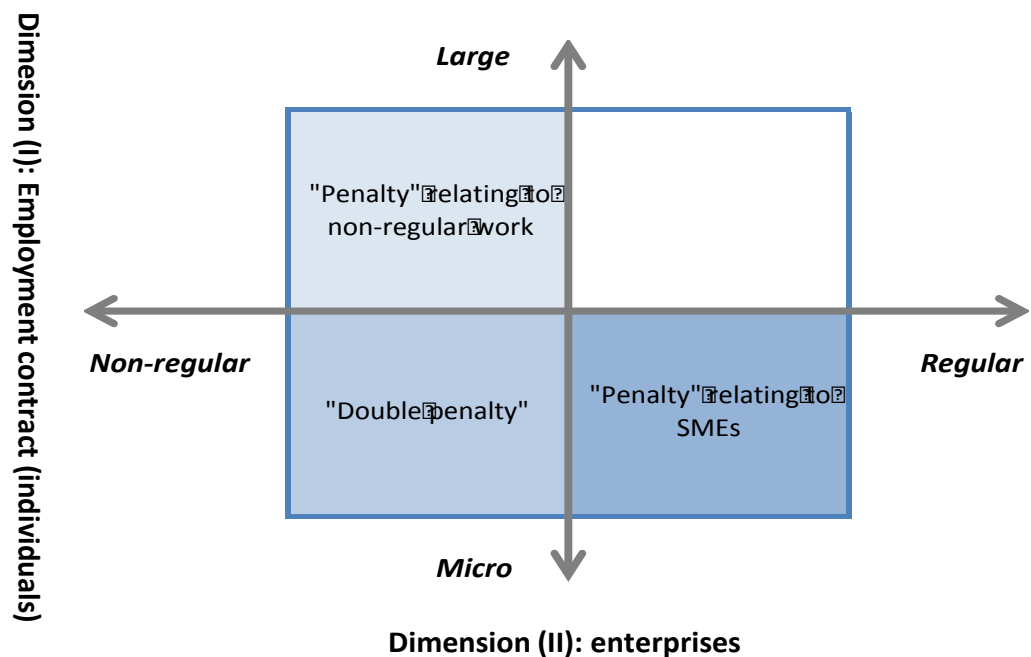 Dimesion (I): Employment contract (individuals)
Large
"Penalty" relating to
non-regular work
Non-regular
Regular
"Double penalty"
"Penalty" relating to
SMEs
Micro
Dimension (II): enterprises